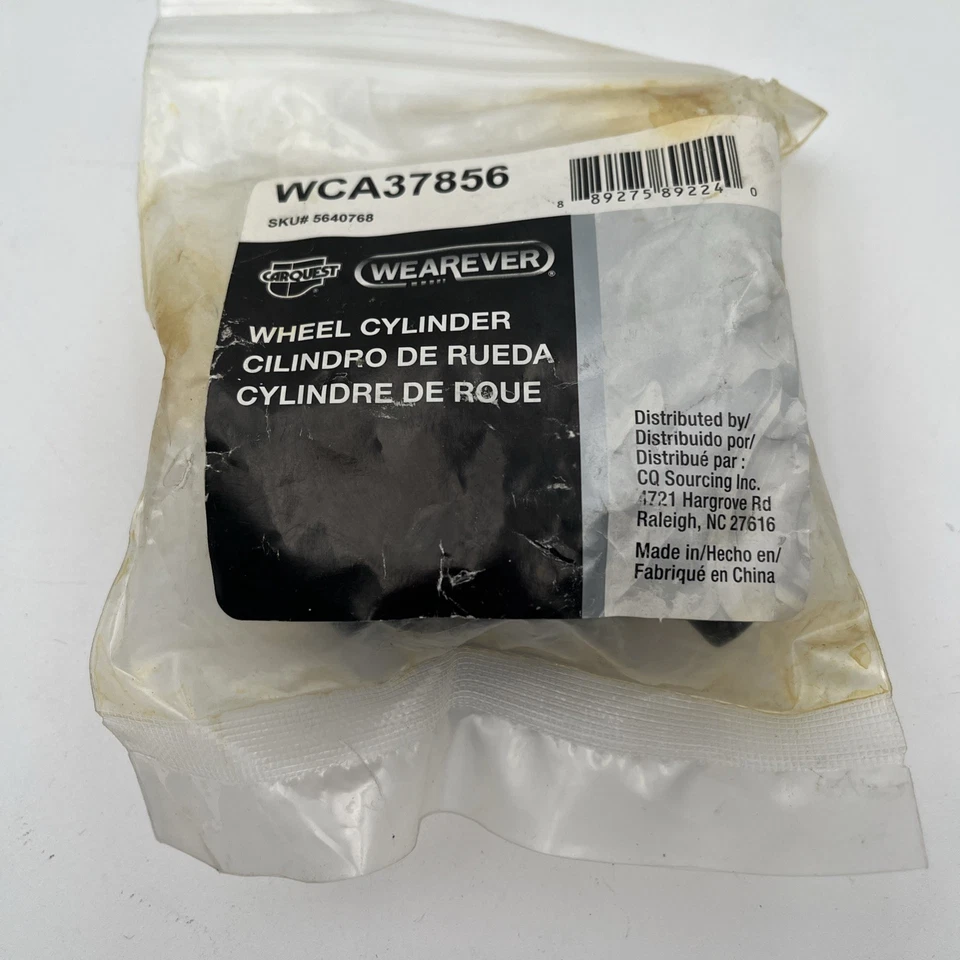 WCA37856
SKU# 5640768
8 89275 89224 0
CARQUEST
WEAREVER
WHEEL CYLINDER
CILINDRO DE RUEDA
CYLINDRE DE ROUE
Distributed by/
Distribuido por/
Distribué par :
CQ Sourcing Inc.
4721 Hargrove Rd
Raleigh, NC 27616
Made in/Hecho en/
Fabriqué en China